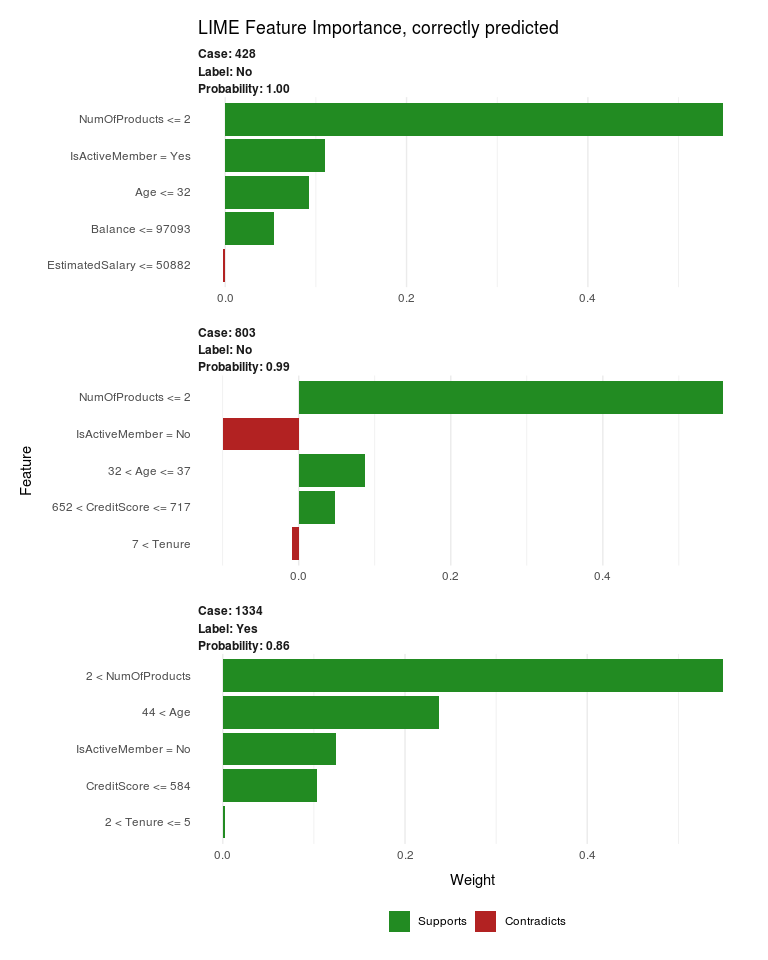 LIME Feature Importance, correctly predicted
Case: 428
Label: No
Probability: 1.00
NumOfProducts <= 2
IsActiveMember = Yes
Age <= 32
Balance <= 97093
EstimatedSalary <= 50882
0.0 0.2 0.4
Case: 803
Label: No
Probability: 0.99
NumOfProducts <= 2
IsActiveMember = No
32 < Age <= 37
652 < CreditScore <= 717
7 < Tenure
0.0 0.2 0.4
Feature
Case: 1334
Label: Yes
Probability: 0.86
2 < NumOfProducts
44 < Age
IsActiveMember = No
CreditScore <= 584
2 < Tenure <= 5
0.0 0.2 0.4
Weight
Supports Contradicts